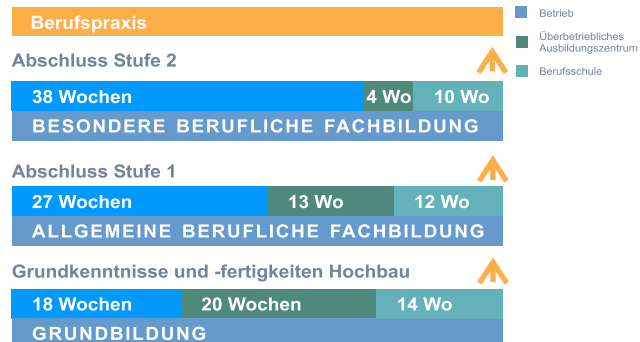 Berufspraxis
Betrieb
Überbetriebliches
Ausbildungszentrum
Berufsschule
Abschluss Stufe 2
38 Wochen 4 Wo 10 Wo
BESONDERE BERUFLICHE FACHBILDUNG
Abschluss Stufe 1
27 Wochen 13 Wo 12 Wo
ALLGEMEINE BERUFLICHE FACHBILDUNG
Grundkenntnisse und -fertigkeiten Hochbau
18 Wochen 20 Wochen 14 Wo
GRUNDBILDUNG